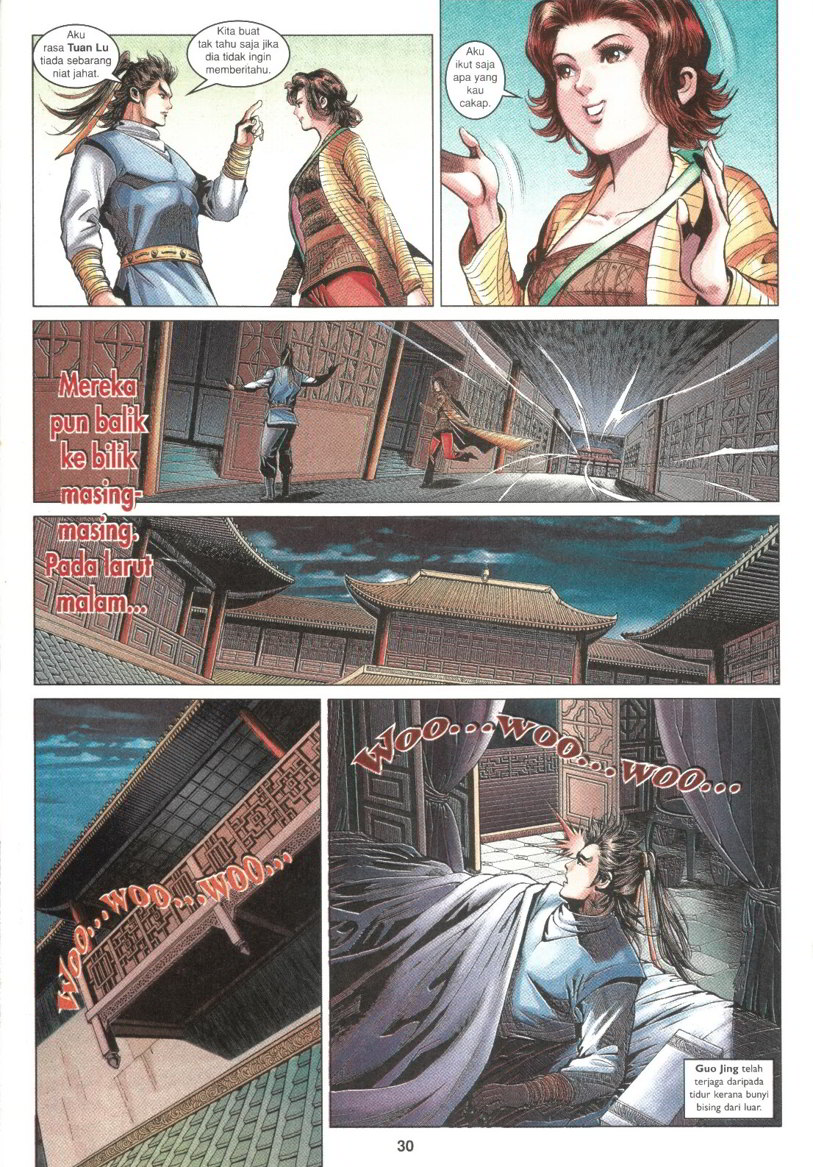 Aku
rasa Tuan Lu
tiada sebarang
niat jahat.
Kita buat
tak tahu saja jika
dia tidak ingin
memberitahu.
Aku
ikut saja
apa yang
kau
cakap.
Mereka
pun balik
ke bilik
masing-
masing.
Pada larut
malam...
WOO...WOO...WOO...
WOO...WOO...WOO...
Guo Jing telah
terjaga daripada
tidur kerana bunyi
bising dari luar.
30